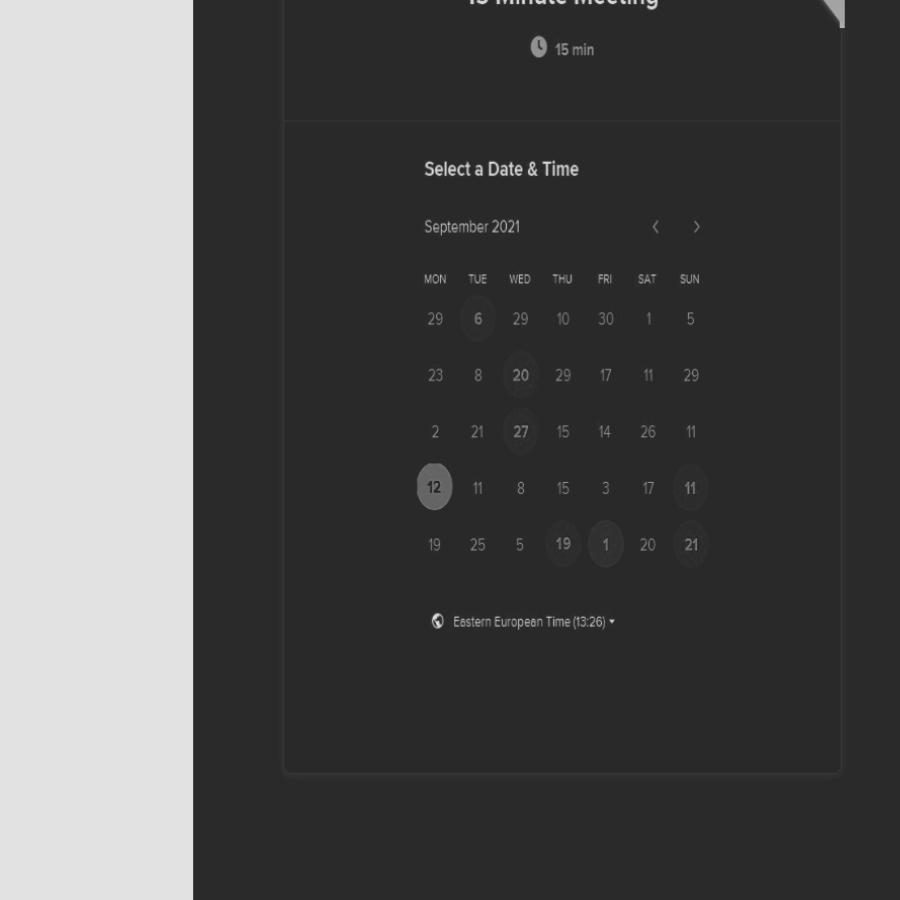 15 Minute Meeting
15 min
Select a Date & Time
September 2021
MON TUE WED THU FRI SAT SUN
29 6 29 10 30 1 5
23 8 20 29 17 11 29
2 21 27 15 14 26 11
12 11 8 15 3 17 11
19 25 5 19 1 20 21
Eastern European Time (13:26)